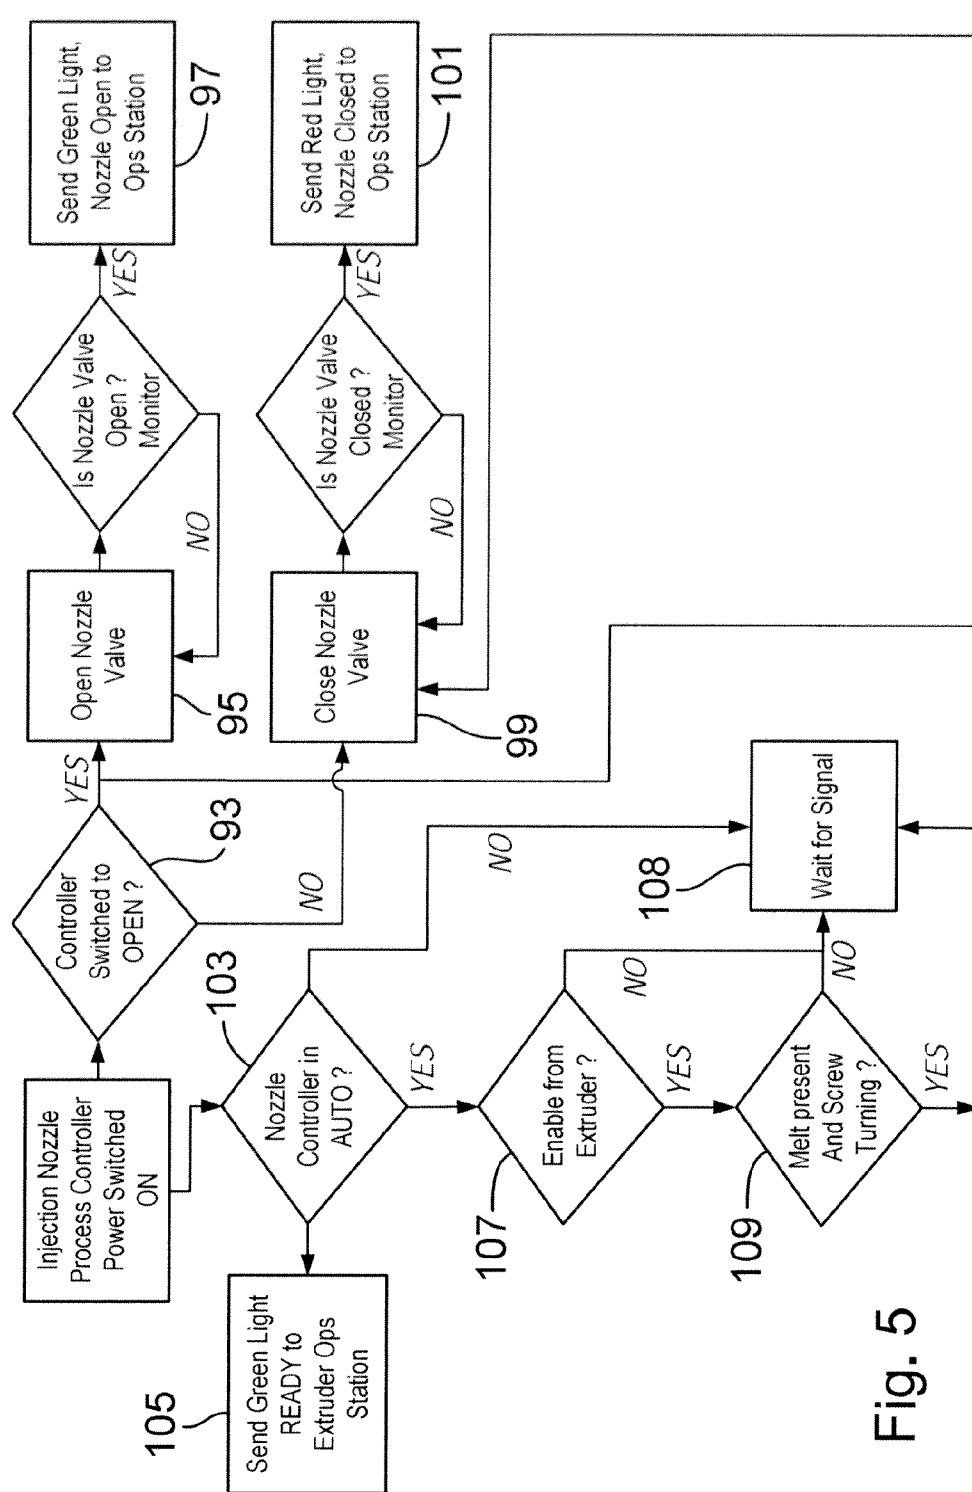 Injection Nozzle
Process Controller
Power Switched
ON
Controller
Switched to
OPEN ?
93
YES
NO
Open Nozzle
Valve
95
Is Nozzle Valve
Open ?
Monitor
YES
NO
Send Green Light,
Nozzle Open to
Ops Station
97
Close Nozzle
Valve
99
Is Nozzle Valve
Closed ?
Monitor
YES
NO
Send Red Light,
Nozzle Closed to
Ops Station
101
Nozzle
Controller in
AUTO ?
103
YES
NO
Send Green Light
READY to
Extruder Ops
Station
105
Enable from
Extruder ?
107
YES
NO
Wait for Signal
108
Melt present
And Screw
Turning ?
109
YES
NO
Fig. 5